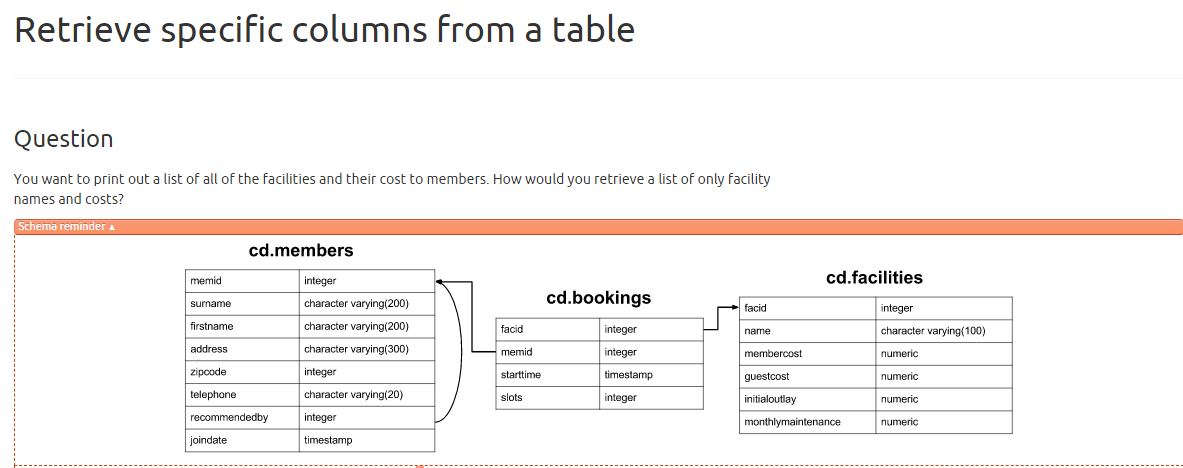 Retrieve specific columns from a table
Question
You want to print out a list of all of the facilities and their cost to members. How would you retrieve a list of only facility
names and costs?
Schema reminder ▲
cd.members
memid integer
surname character varying(200)
firstname character varying(200)
address character varying(300)
zipcode integer
telephone character varying(20)
recommendedby integer
joindate timestamp
cd.bookings
facid integer
memid integer
starttime timestamp
slots integer
cd.facilities
facid integer
name character varying(100)
membercost numeric
guestcost numeric
initialoutlay numeric
monthlymaintenance numeric